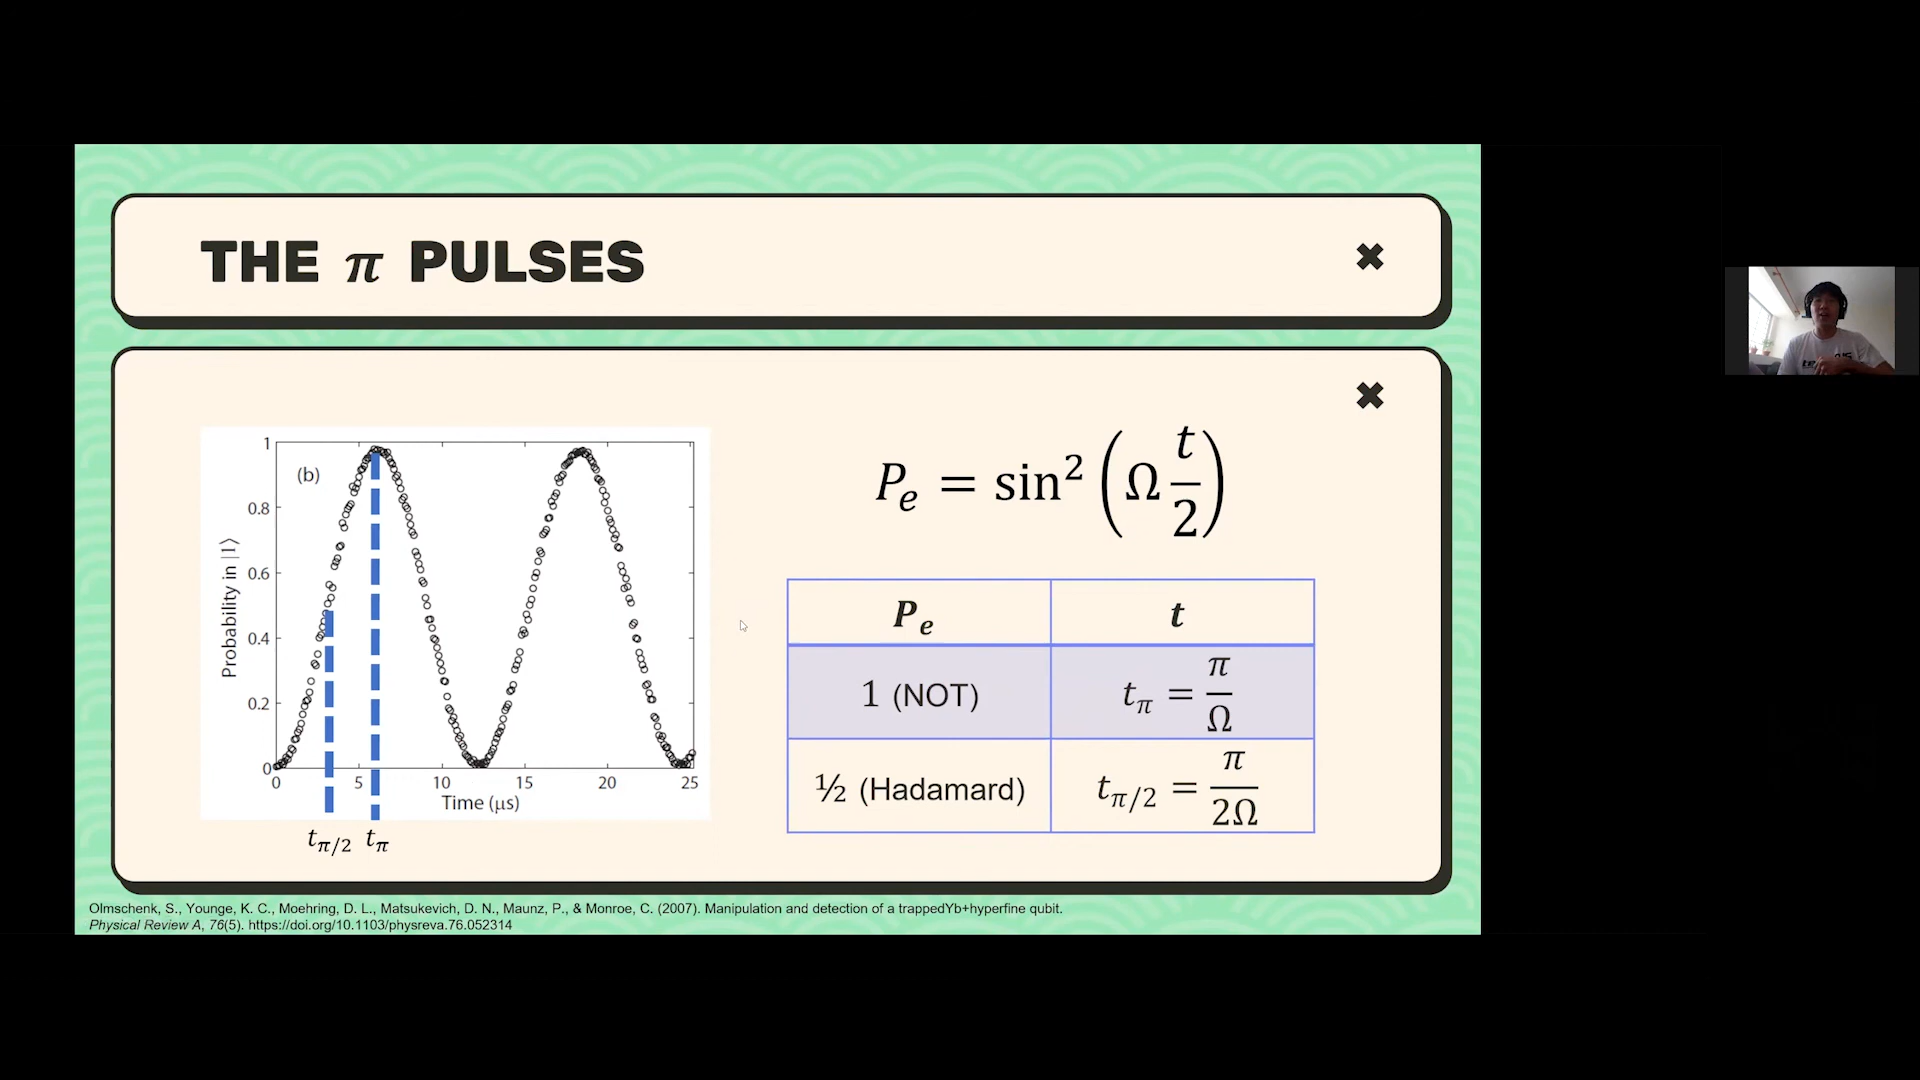 THE π PULSES
(b)
Probability in |1⟩
1
0.8
0.6
0.4
0.2
0
0 5 10 15 20 25
Time (μs)
t_{π/2} t_π
P_e = sin² (Ω t/2)
P_e t
1 (NOT) t_π = π/Ω
½ (Hadamard) t_{π/2} = π/2Ω
Olmschenk, S., Younge, K. C., Moehring, D. L., Matsukevich, D. N., Maunz, P., & Monroe, C. (2007). Manipulation and detection of a trappedYb+hyperfine qubit.
Physical Review A, 76(5). https://doi.org/10.1103/physreva.76.052314